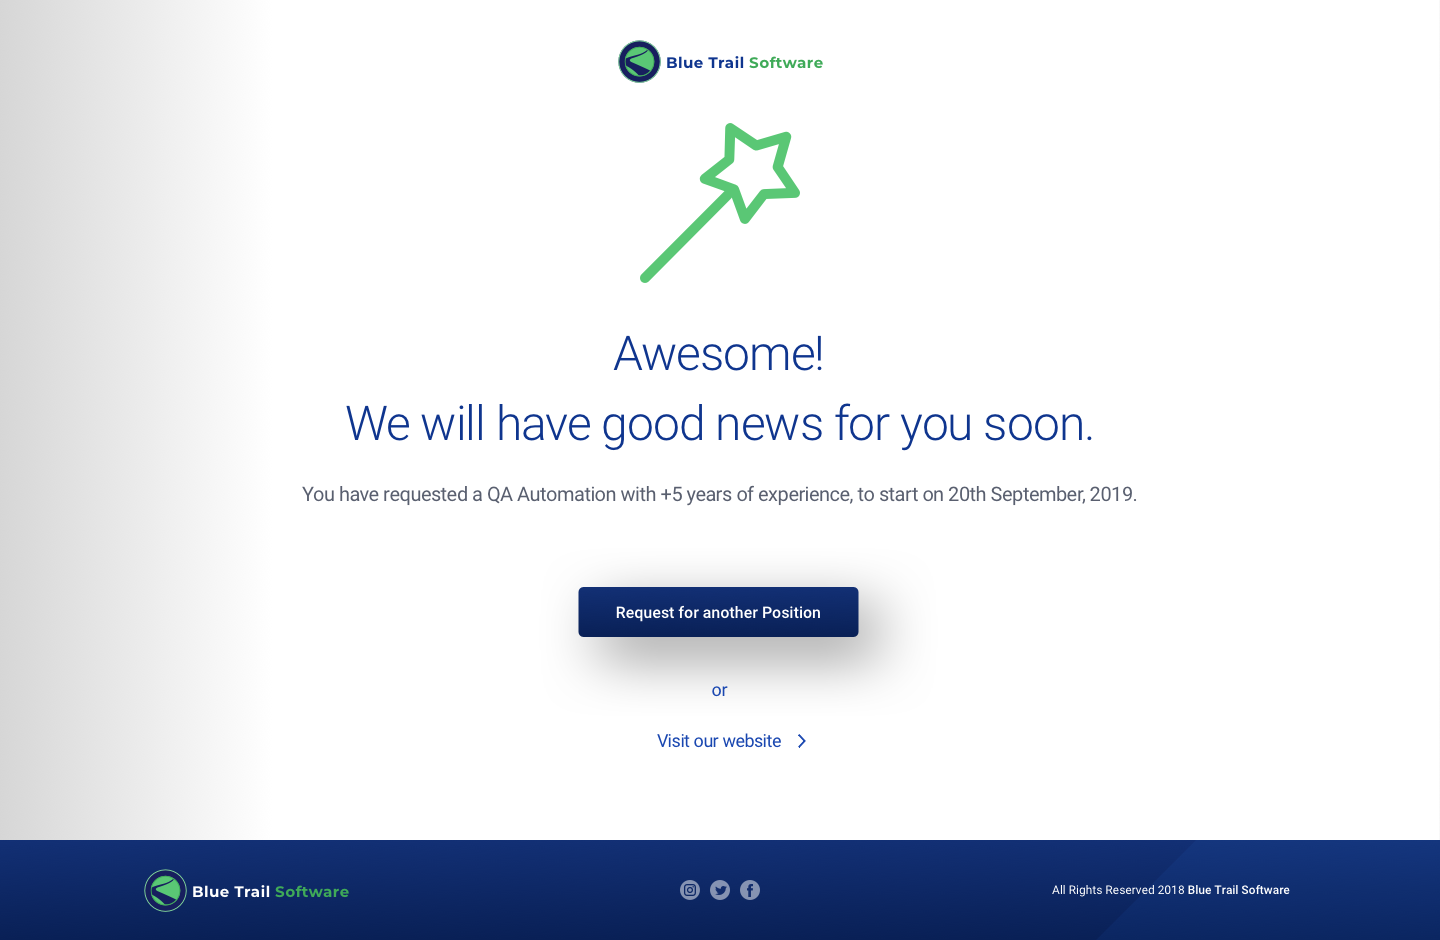 Blue Trail Software
Awesome!
We will have good news for you soon.
You have requested a QA Automation with +5 years of experience, to start on 20th September, 2019.
Request for another Position
or
Visit our website
Blue Trail Software
All Rights Reserved 2018 Blue Trail Software